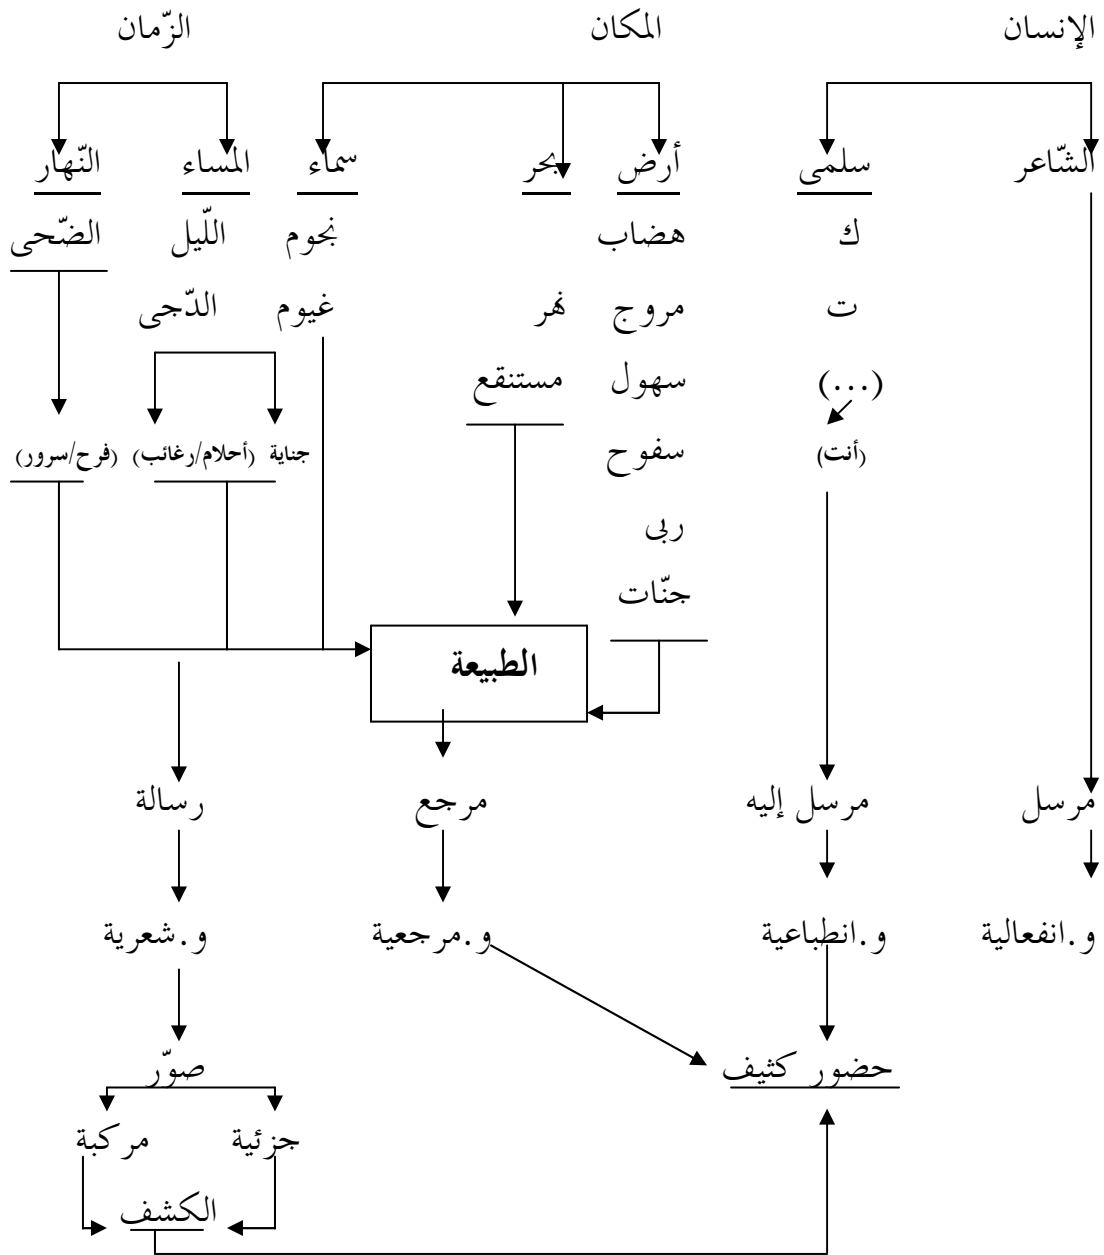 الإنسان المكان الزّمان
الشّاعر سلمى أرض بحر سماء المساء النّهار
ك هضاب نجوم اللّيل الضّحى
ت مروج نهر غيوم الدّجى
(...) سهول مستنقع
(أنت) سفوح جناية (أحلام/رغائب) (فرح/سرور)
ربى
جنّات
الطبيعة
مرسل مرسل إليه مرجع رسالة
و.انفعالية و.انطباعية و.مرجعية و.شعرية
حضور كثيف صوّر
جزئية مركبة
الكشف